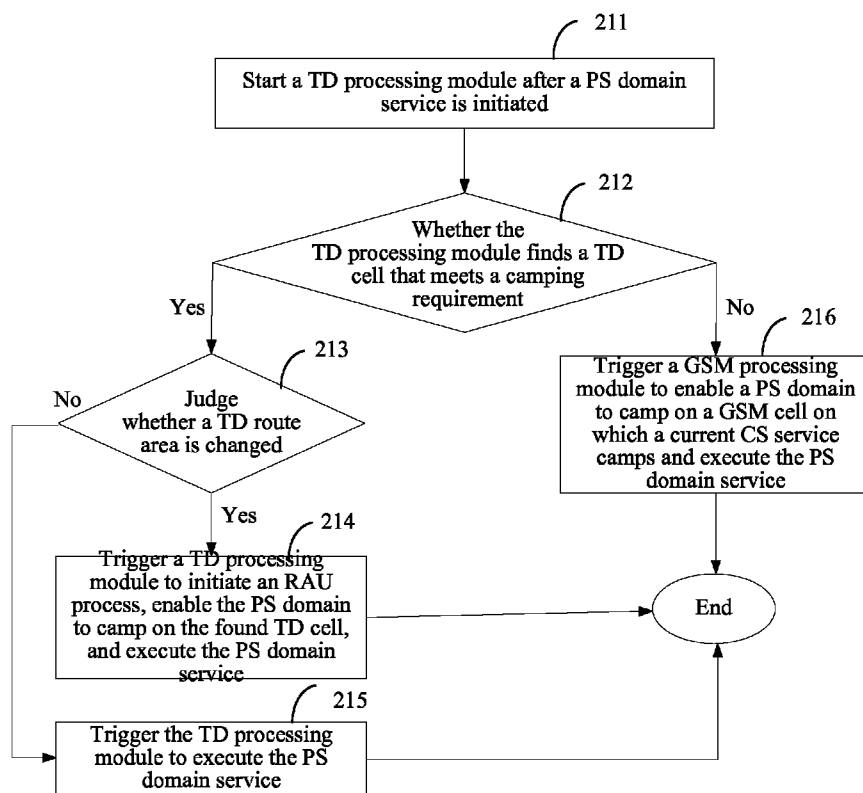 211
Start a TD processing module after a PS domain
service is initiated
212
Whether the
TD processing module finds a TD
cell that meets a camping
requirement
Yes
No
213
Judge
whether a TD route
area is changed
No
Yes
216
Trigger a GSM processing
module to enable a PS domain
to camp on a GSM cell on
which a current CS service
camps and execute the PS
domain service
214
Trigger a TD processing
module to initiate an RAU
process, enable the PS domain
to camp on the found TD cell,
and execute the PS domain
service
End
215
Trigger the TD processing
module to execute the PS
domain service